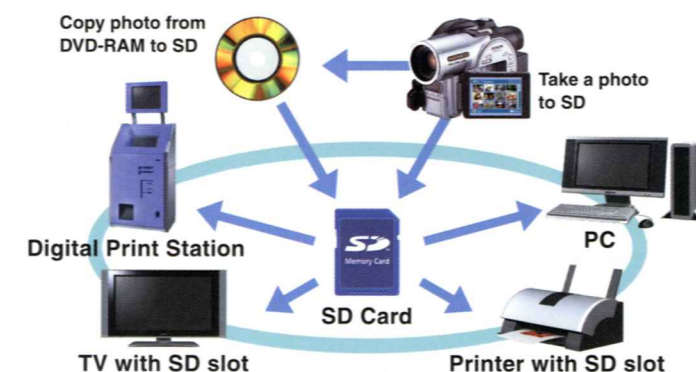 Copy photo from
DVD-RAM to SD
Take a photo
to SD
Digital Print Station
SD
Memory Card
PC
SD Card
TV with SD slot
Printer with SD slot